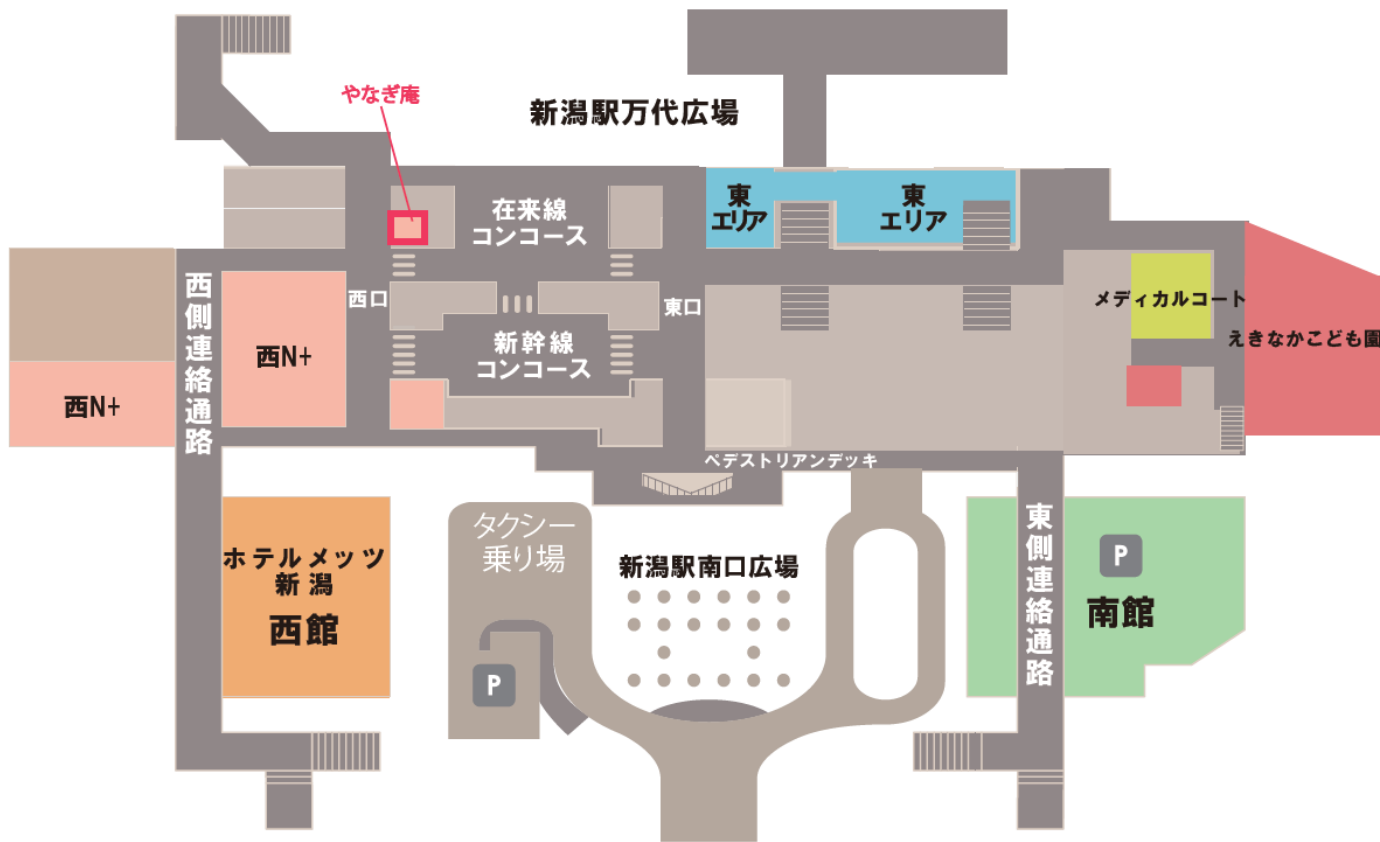 やなぎ庵
新潟駅万代広場
在来線
コンコース
東
エリア
東
エリア
西側連絡通路
西口
東口
メディカルコート
えきなかこども園
新幹線
コンコース
西N+
西N+
ペデストリアンデッキ
タクシー
乗り場
新潟駅南口広場
東側連絡通路
P
南館
ホテルメッツ
新潟
西館
P